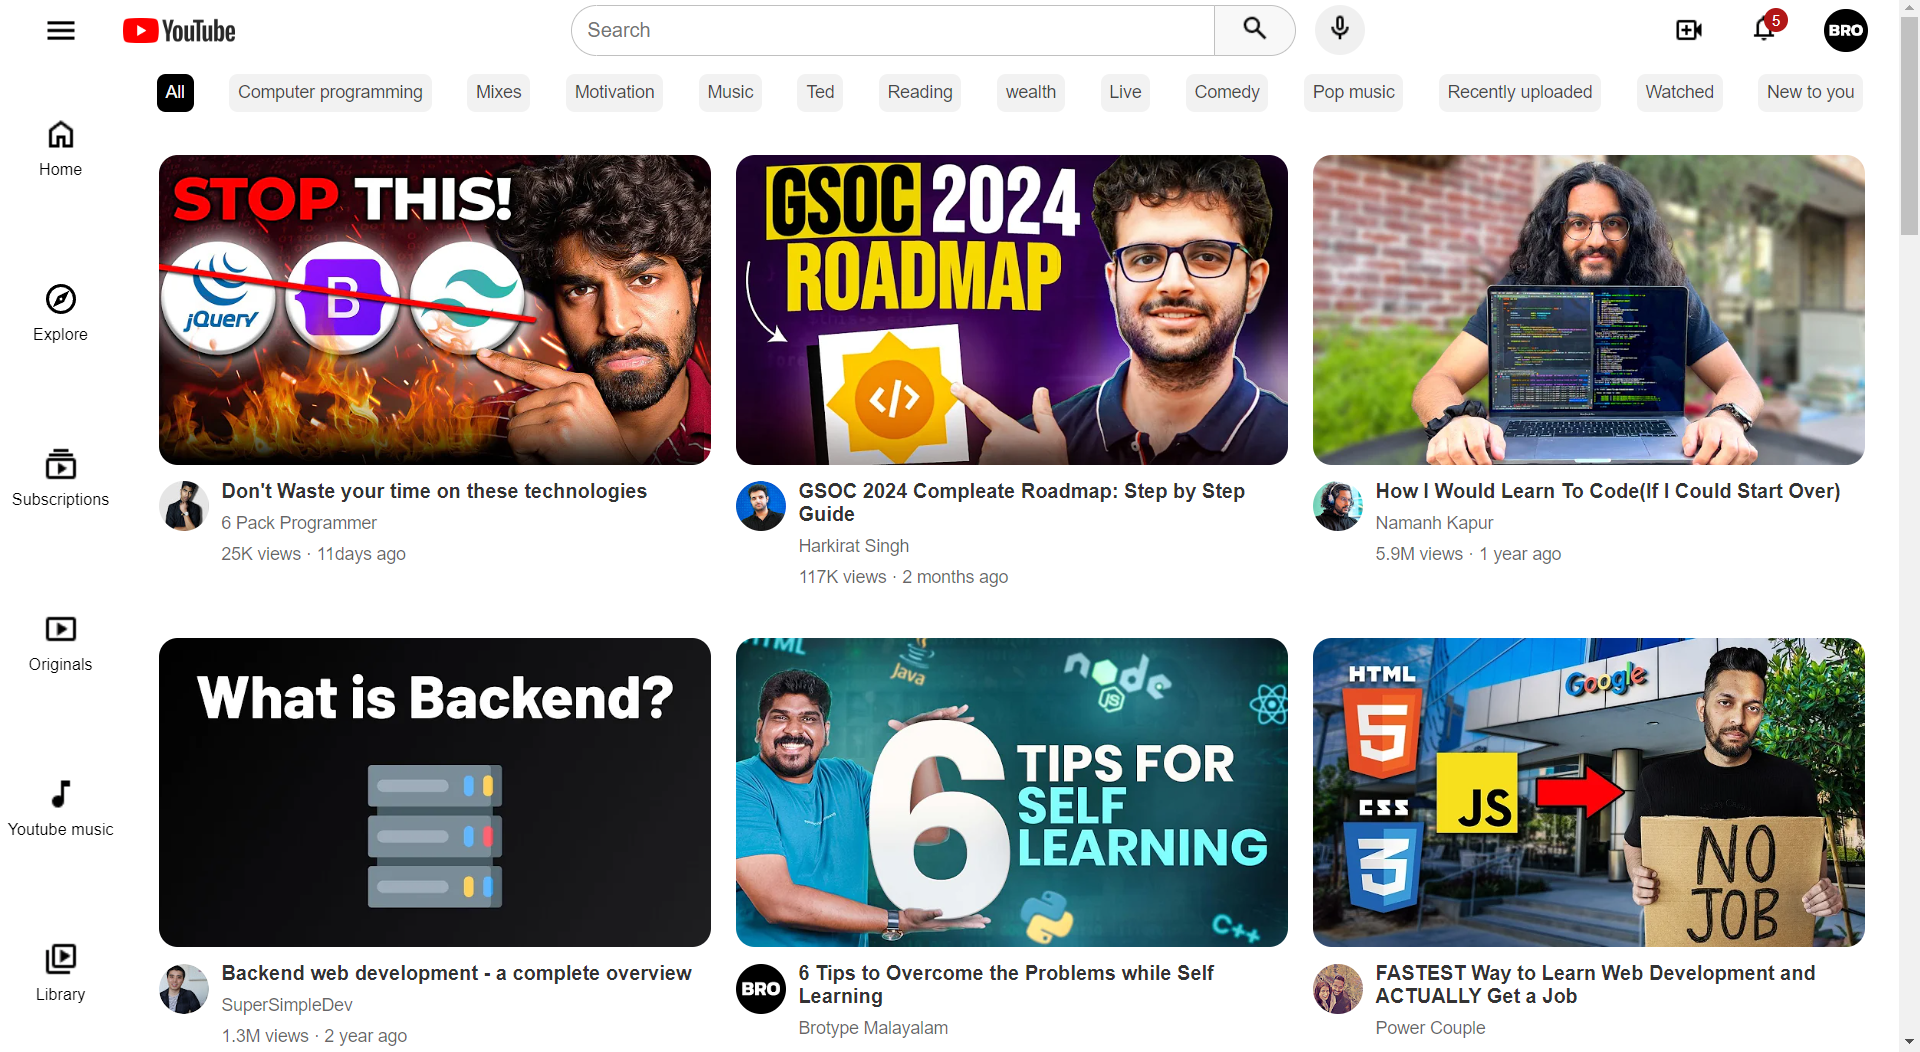 YouTube
Search
5
BRO
All
Computer programming
Mixes
Motivation
Music
Ted
Reading
wealth
Live
Comedy
Pop music
Recently uploaded
Watched
New to you
Home
Explore
Subscriptions
Originals
Youtube music
Library
STOP THIS!
jQuery
B
GSOC 2024
ROADMAP
</>
Don't Waste your time on these technologies
6 Pack Programmer
25K views · 11days ago
GSOC 2024 Compleate Roadmap: Step by Step
Guide
Harkirat Singh
117K views · 2 months ago
How I Would Learn To Code(If I Could Start Over)
Namanh Kapur
5.9M views · 1 year ago
What is Backend?
HTML
Java
node
JS
6
TIPS FOR
SELF
LEARNING
C++
HTML
5
CSS
3
JS
Google
NO
JOB
Backend web development - a complete overview
SuperSimpleDev
1.3M views · 2 year ago
BRO
6 Tips to Overcome the Problems while Self
Learning
Brotype Malayalam
FASTEST Way to Learn Web Development and
ACTUALLY Get a Job
Power Couple